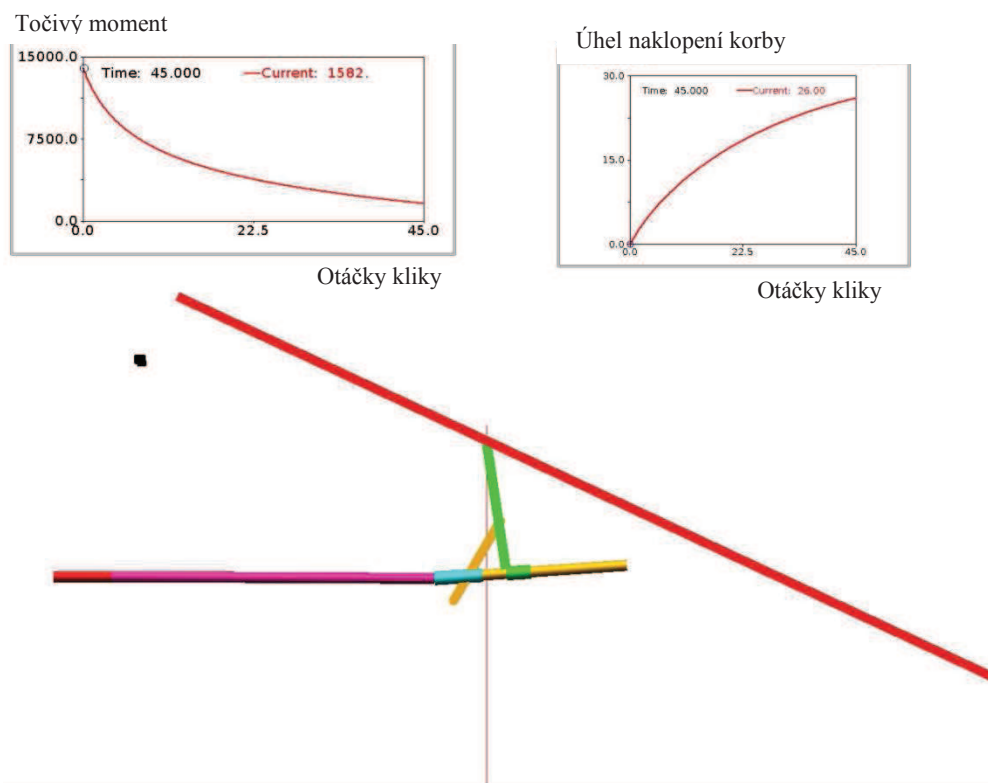 Točivý moment
15000.0
Time: 45.000
Current: 1582.
7500.0
0.0
0.0
22.5
45.0
Otáčky kliky
Úhel naklopení korby
30.0
Time: 45.000
Current: 26.00
15.0
0.0
0.0
22.5
45.0
Otáčky kliky